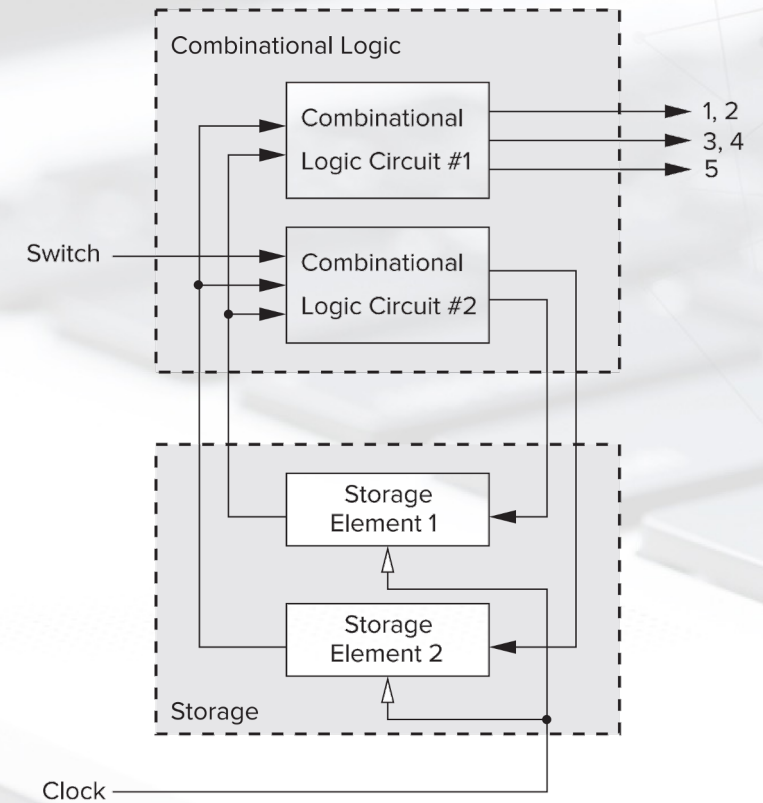 Combinational Logic
Combinational
Logic Circuit #1
1, 2
3, 4
5
Switch
Combinational
Logic Circuit #2
Storage
Element 1
Storage
Element 2
Storage
Clock